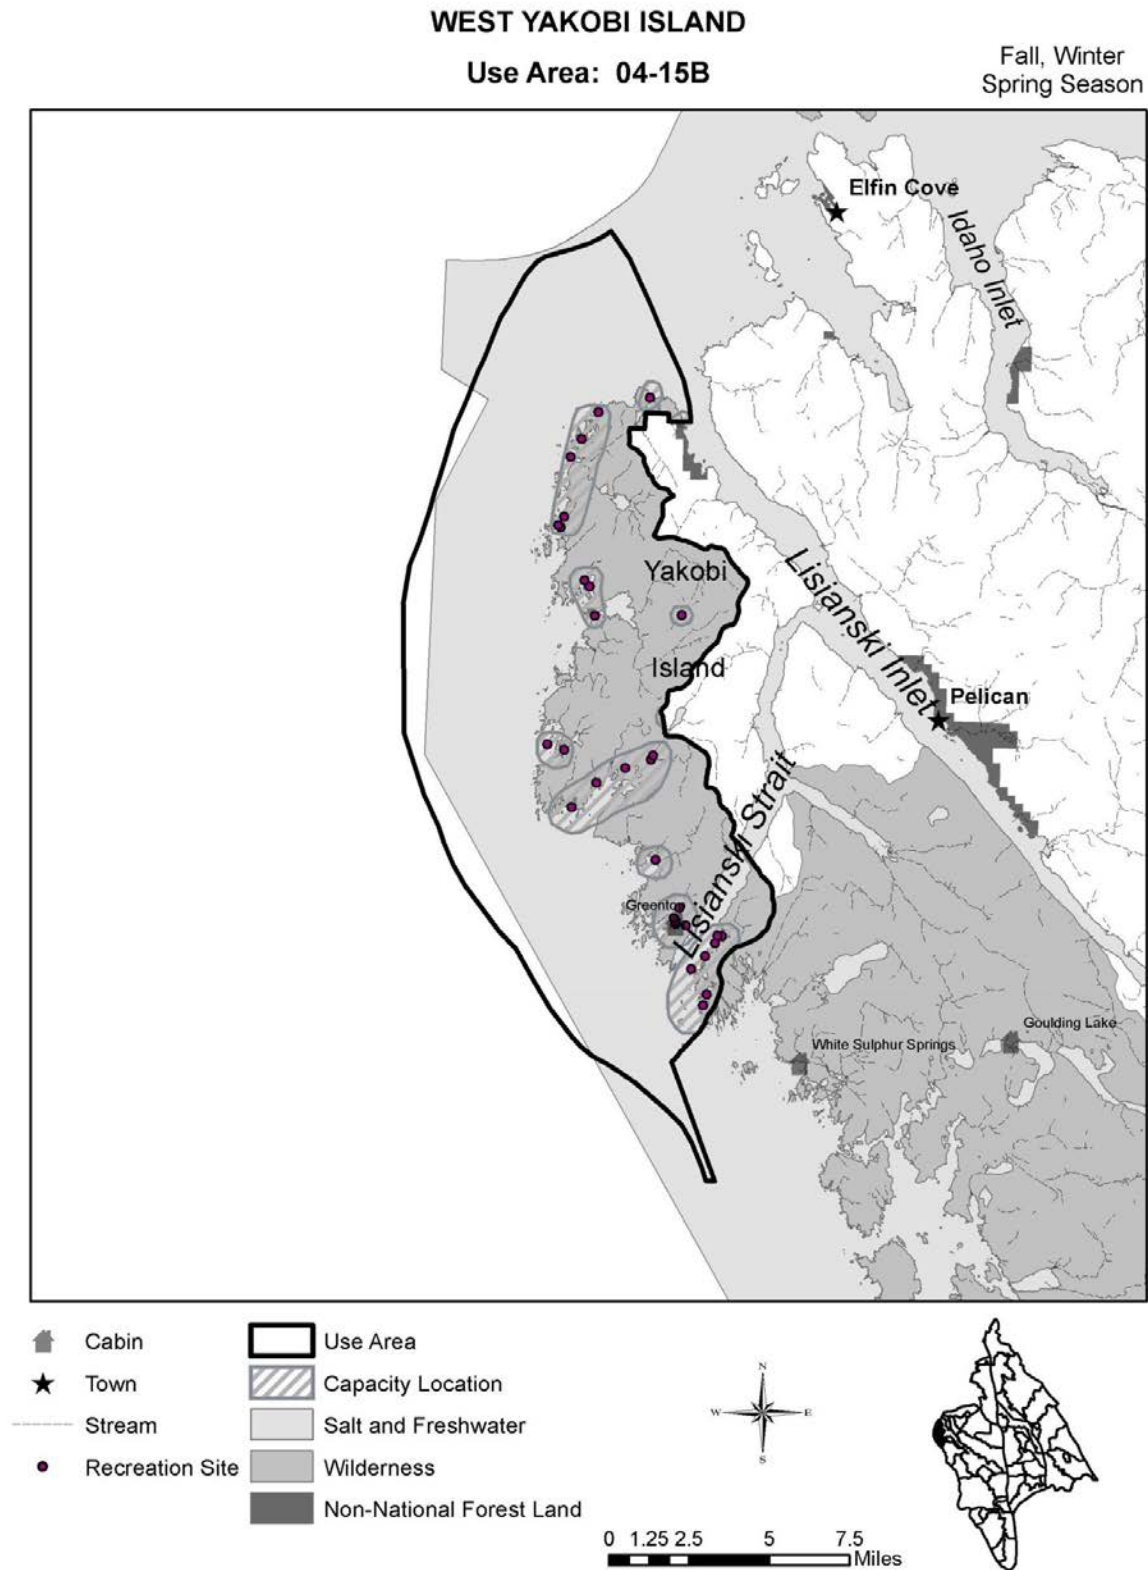 WEST YAKOBI ISLAND
Use Area: 04-15B
Fall, Winter
Spring Season
Elfin Cove
Idaho Inlet
Yakobi
Island
Lisianski Inlet
Pelican
Lisianski Strait
Greentop
Goulding Lake
White Sulphur Springs
Cabin
Town
Stream
Recreation Site
Use Area
Capacity Location
Salt and Freshwater
Wilderness
Non-National Forest Land
N
W E
S
0 1.25 2.5 5 7.5
Miles